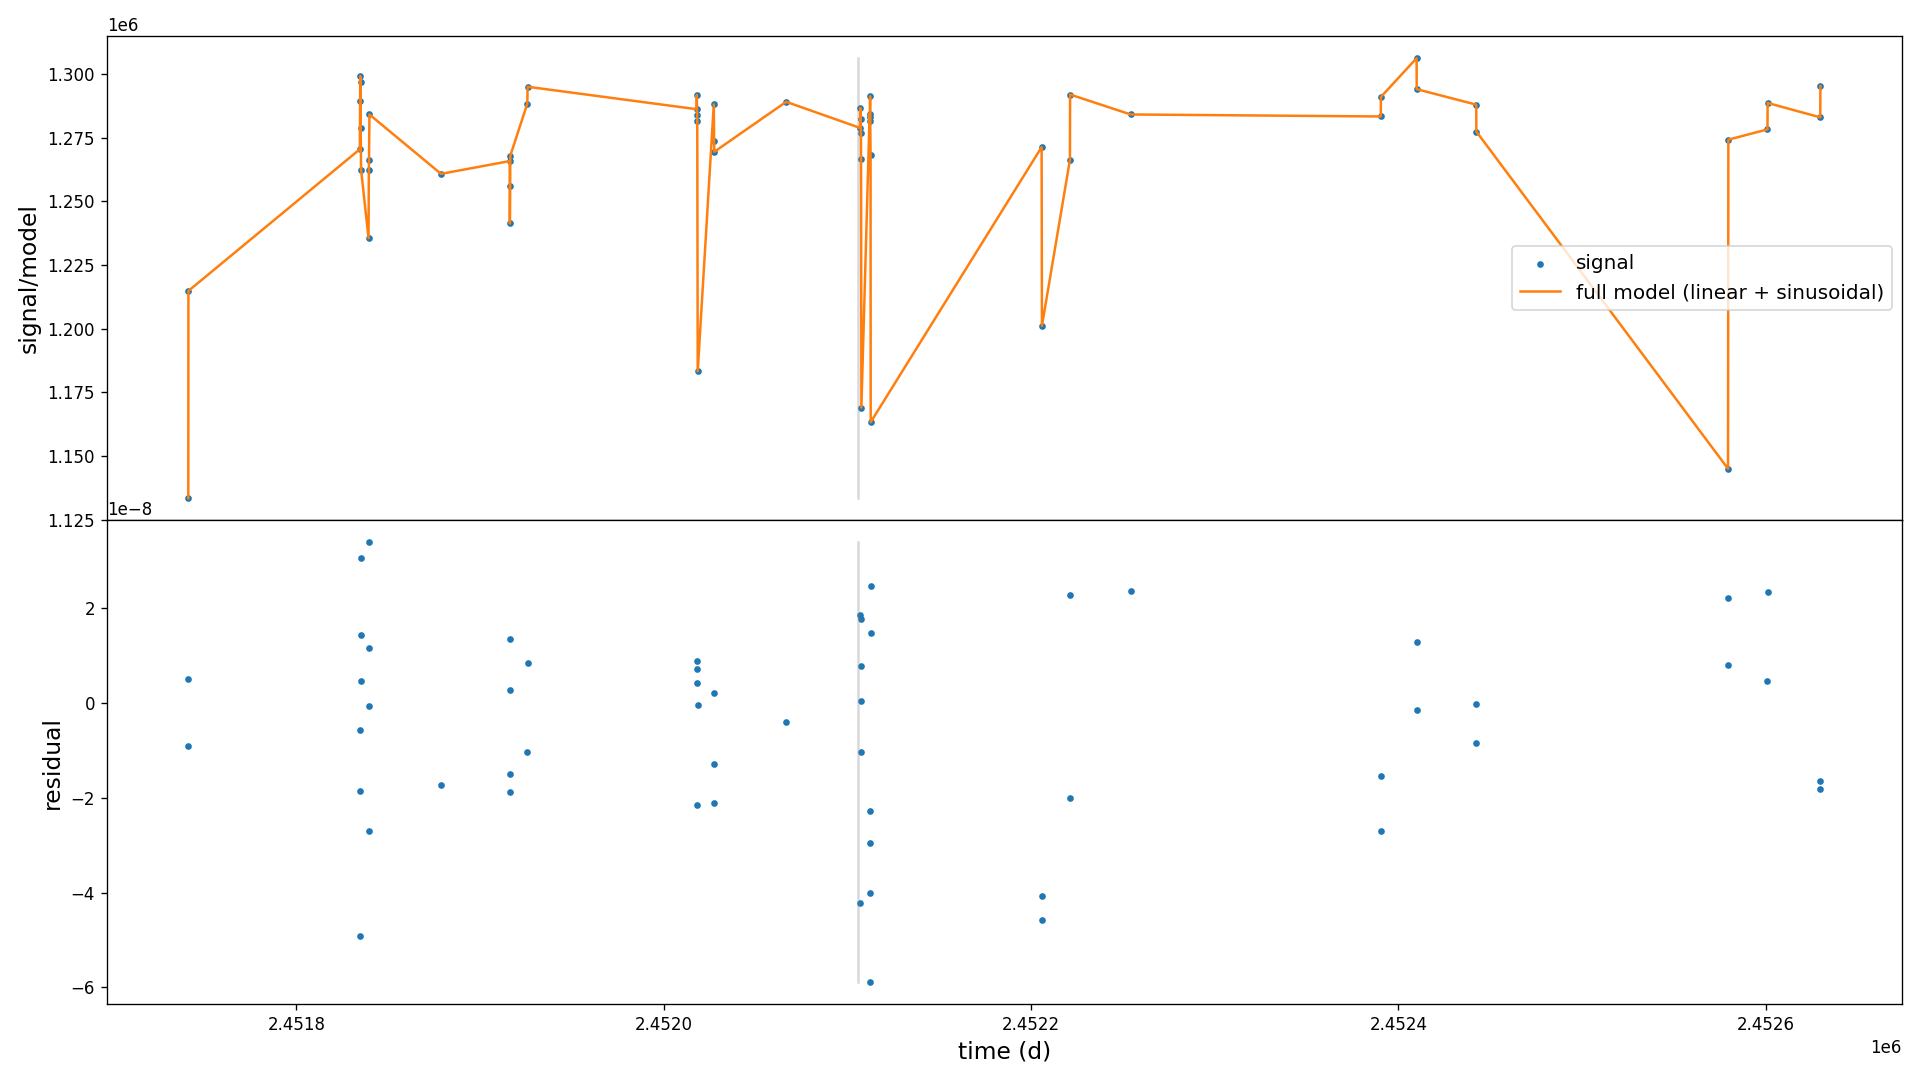 1e6
1.300
1.275
1.250
1.225
1.200
1.175
1.150
1.125
signal/model
signal
full model (linear + sinusoidal)
1e−8
2
0
−2
−4
−6
residual
2.4518
2.4520
2.4522
2.4524
2.4526
1e6
time (d)